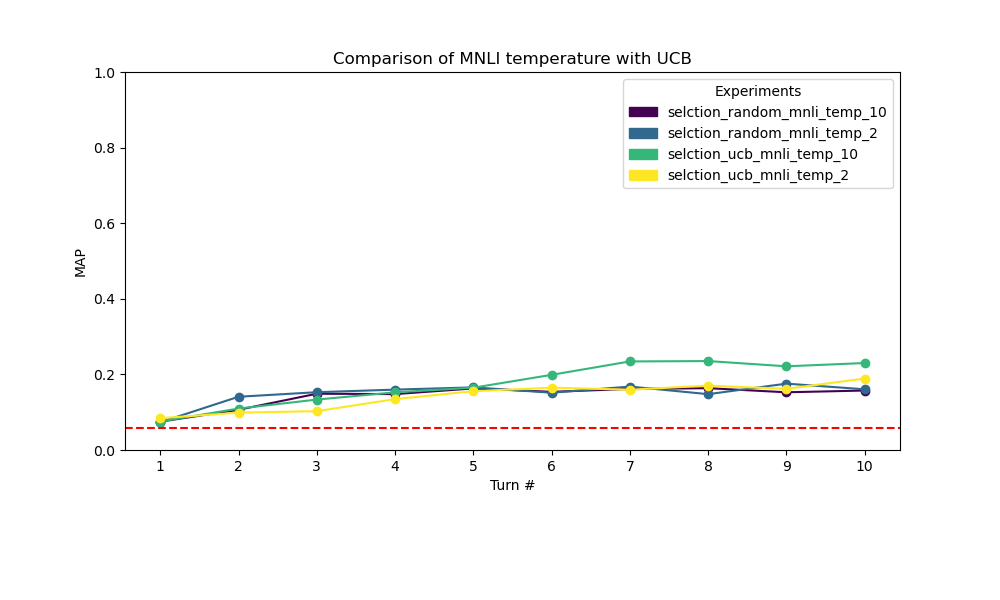 Comparison of MNLI temperature with UCB
Experiments
selction_random_mnli_temp_10
selction_random_mnli_temp_2
selction_ucb_mnli_temp_10
selction_ucb_mnli_temp_2
MAP
1.0
0.8
0.6
0.4
0.2
0.0
1 2 3 4 5 6 7 8 9 10
Turn #